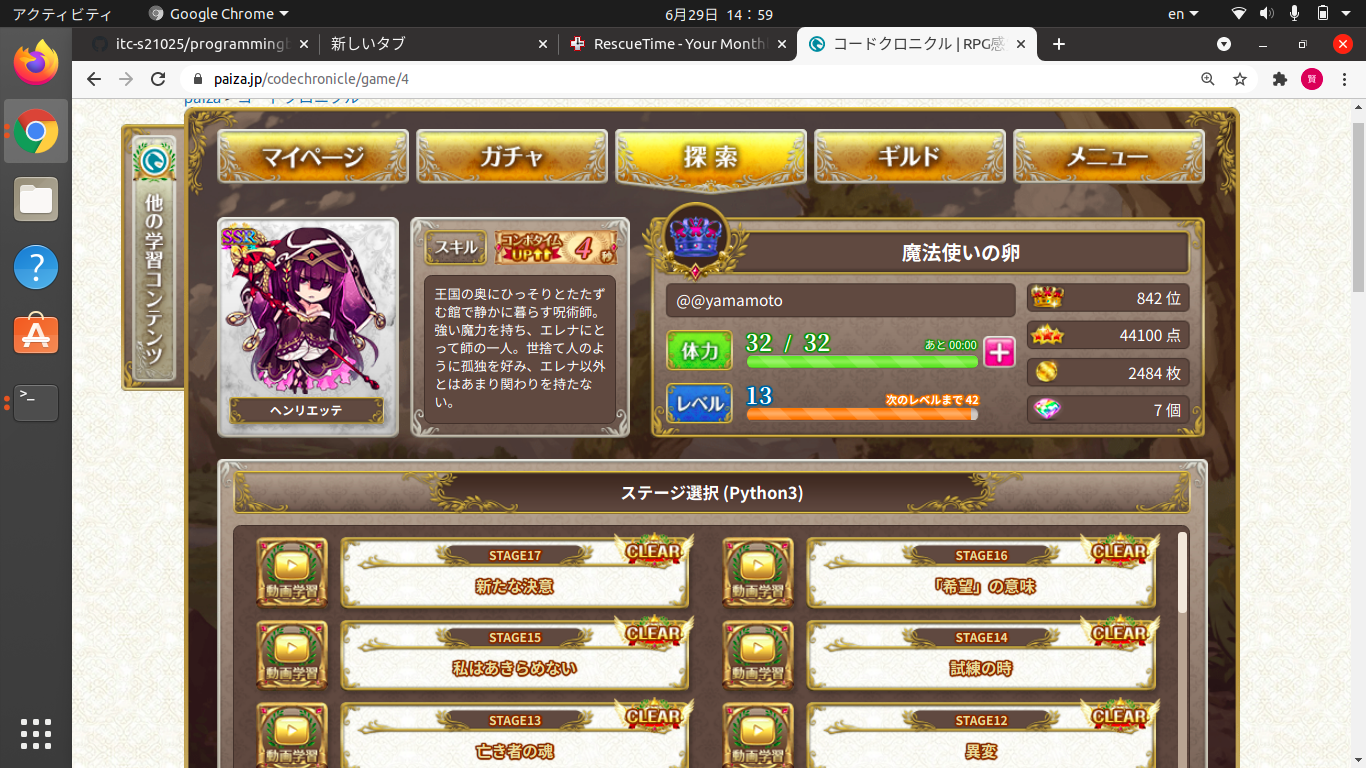 アクティビティ
Google Chrome
6月29日 14：59
en
itc-s21025/programmingt
新しいタブ
RescueTime - Your Month
コードクロニクル | RPG感
paiza.jp/codechronicle/game/4
賢
マイページ
ガチャ
探索
ギルド
メニュー
他の学習コンテンツ
SSR
ヘンリエッテ
スキル
コンボタイム
UP
4
秒
王国の奥にひっそりとたたず
む館で静かに暮らす呪術師。
強い魔力を持ち、エレナにと
って師の一人。世捨て人のよ
うに孤独を好み、エレナ以外
とはあまり関わりを持たな
い。
魔法使いの卵
@@yamamoto
842 位
体力
32 / 32
あと 00:00
44100 点
2484 枚
レベル
13
次のレベルまで 42
7 個
ステージ選択 (Python3)
動画学習
STAGE17
CLEAR
新たな決意
動画学習
STAGE16
CLEAR
「希望」の意味
動画学習
STAGE15
CLEAR
私はあきらめない
動画学習
STAGE14
CLEAR
試練の時
動画学習
STAGE13
CLEAR
亡き者の魂
動画学習
STAGE12
CLEAR
異変